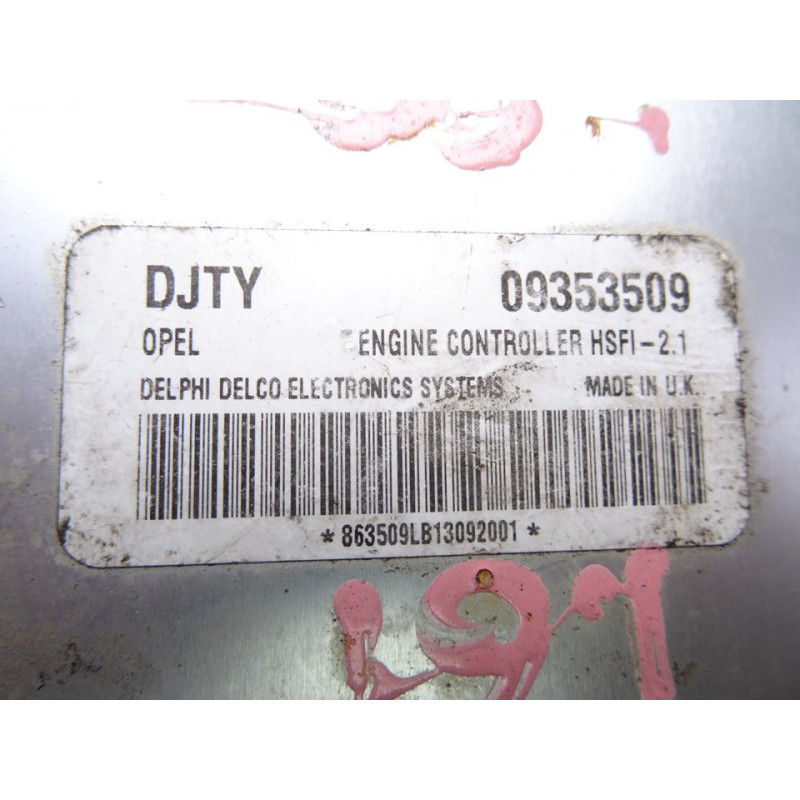 DJTY 09353509
OPEL ENGINE CONTROLLER HSFI-2.1
DELPHI DELCO ELECTRONICS SYSTEMS MADE IN U.K.
*863509LB13092001*